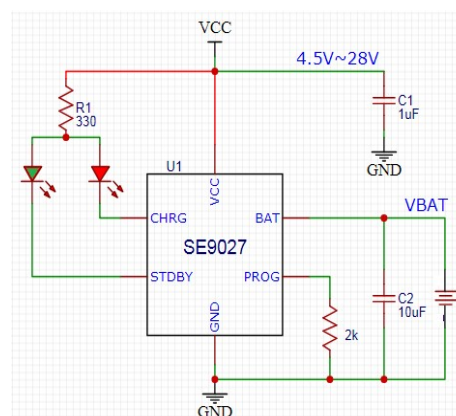 VCC
4.5V~28V
R1
330
C1
1uF
GND
U1
VCC
CHRG
BAT
VBAT
SE9027
STDBY
PROG
GND
2k
C2
10uF
GND